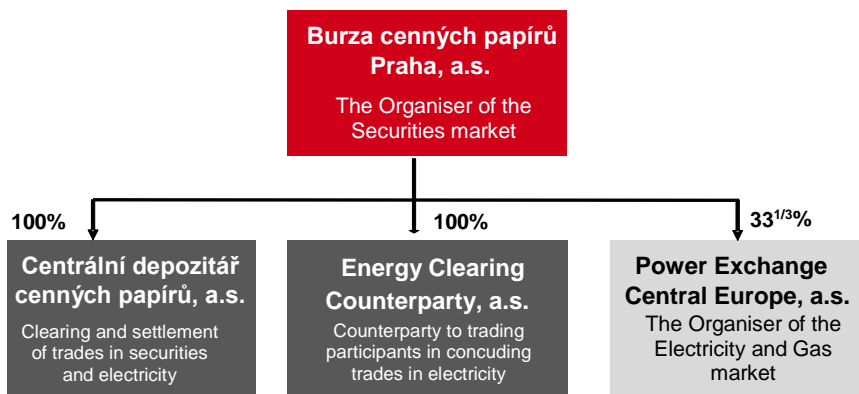 Burza cenných papírů
Praha, a.s.
The Organiser of the
Securities market
100%
100%
33 1/3%
Centrální depozitář
cenných papírů, a.s.
Clearing and settlement
of trades in securities
and electricity
Energy Clearing
Counterparty, a.s.
Counterparty to trading
participants in concuding
trades in electricity
Power Exchange
Central Europe, a.s.
The Organiser of the
Electricity and Gas
market